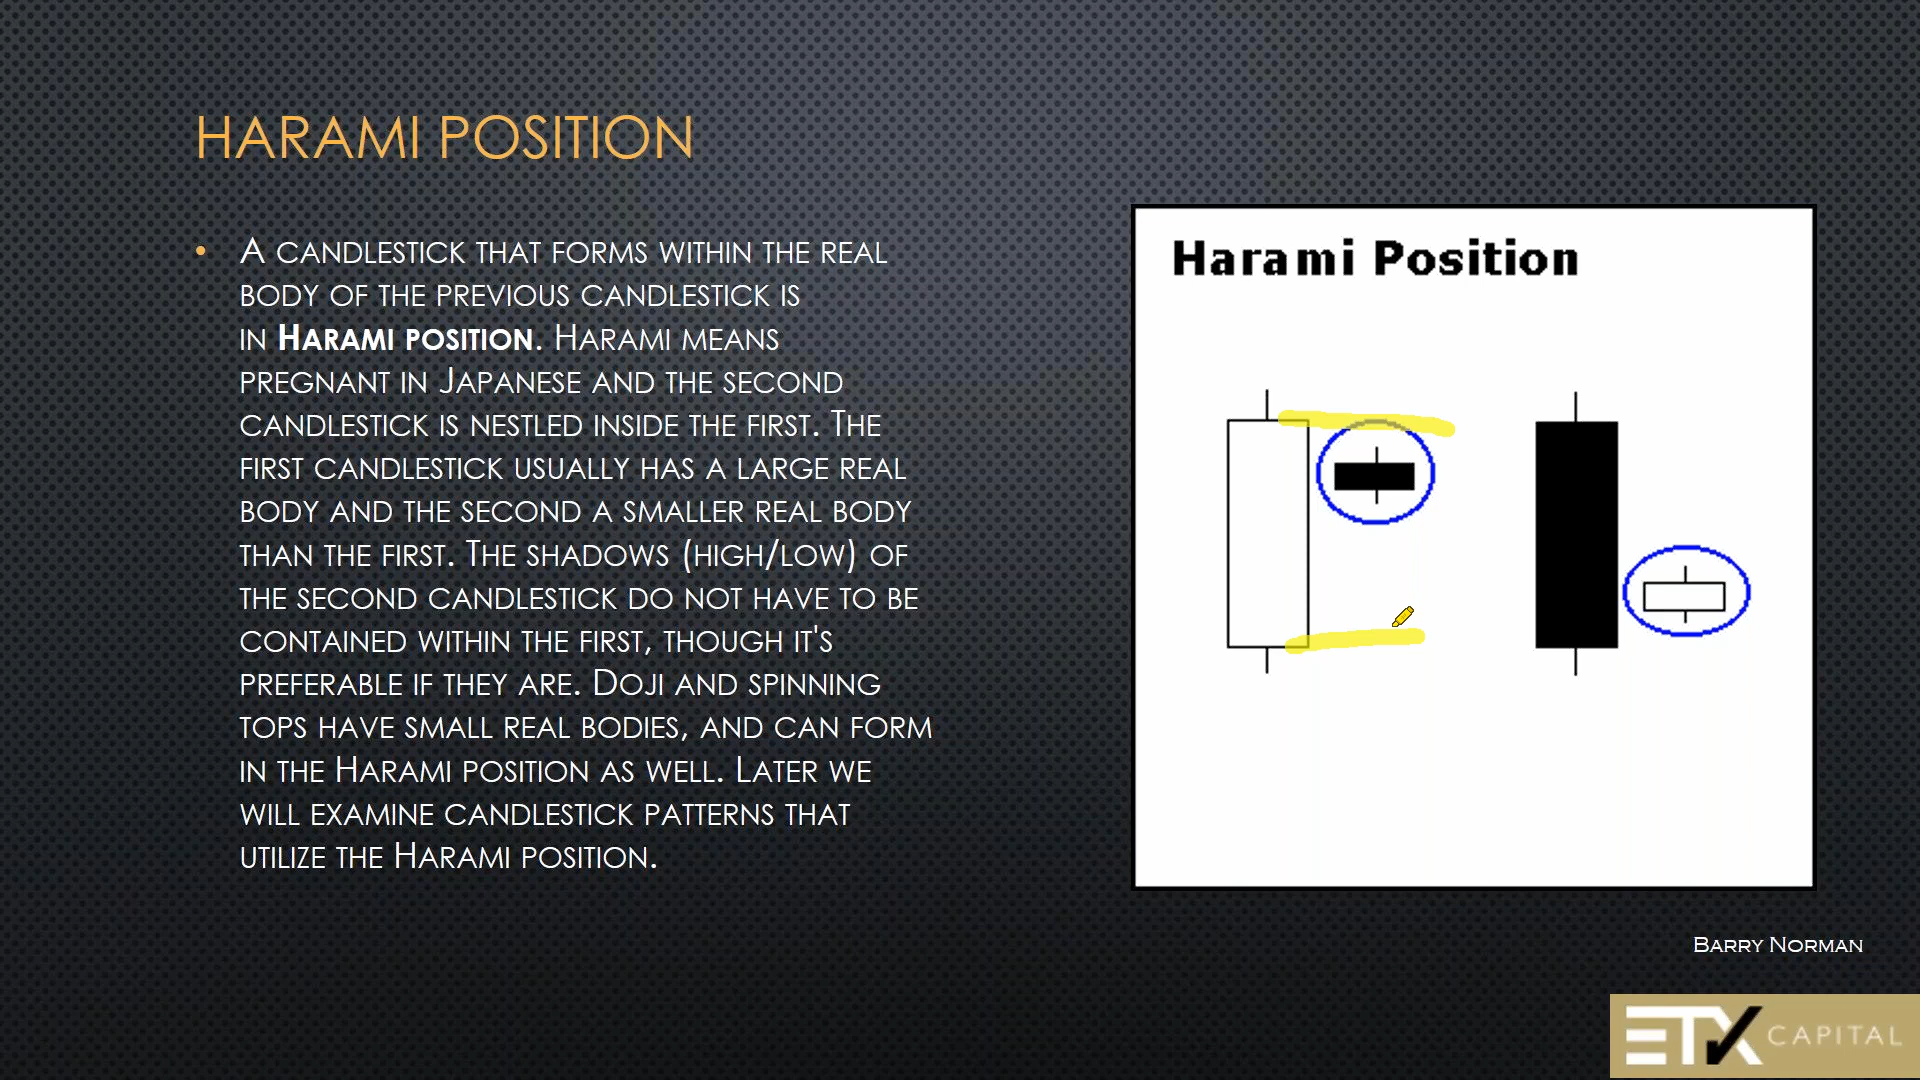 HARAMI POSITION
• A CANDLESTICK THAT FORMS WITHIN THE REAL
BODY OF THE PREVIOUS CANDLESTICK IS
IN HARAMI POSITION. HARAMI MEANS
PREGNANT IN JAPANESE AND THE SECOND
CANDLESTICK IS NESTLED INSIDE THE FIRST. THE
FIRST CANDLESTICK USUALLY HAS A LARGE REAL
BODY AND THE SECOND A SMALLER REAL BODY
THAN THE FIRST. THE SHADOWS (HIGH/LOW) OF
THE SECOND CANDLESTICK DO NOT HAVE TO BE
CONTAINED WITHIN THE FIRST, THOUGH IT'S
PREFERABLE IF THEY ARE. DOJI AND SPINNING
TOPS HAVE SMALL REAL BODIES, AND CAN FORM
IN THE HARAMI POSITION AS WELL. LATER WE
WILL EXAMINE CANDLESTICK PATTERNS THAT
UTILIZE THE HARAMI POSITION.
Harami Position
BARRY NORMAN
ETX CAPITAL